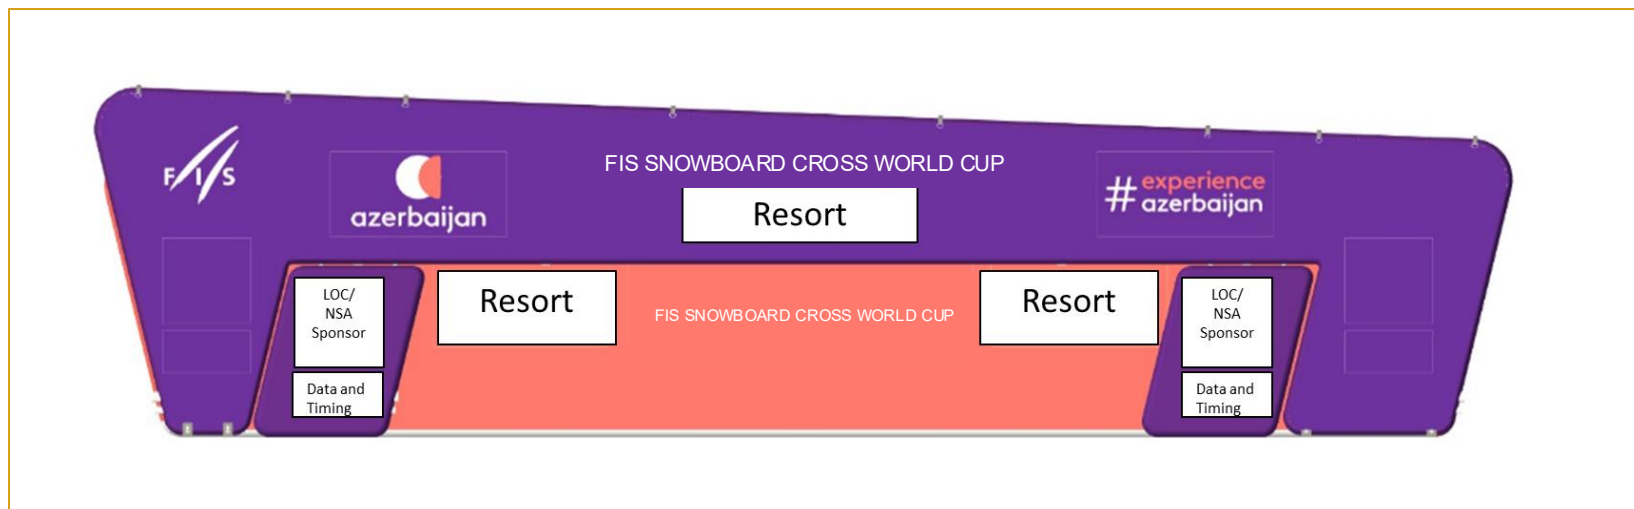 FIS SNOWBOARD CROSS WORLD CUP
FIS
azerbaijan
Resort
#experience
azerbaijan
LOC/
NSA
Sponsor
Data and
Timing
Resort
FIS SNOWBOARD CROSS WORLD CUP
Resort
LOC/
NSA
Sponsor
Data and
Timing